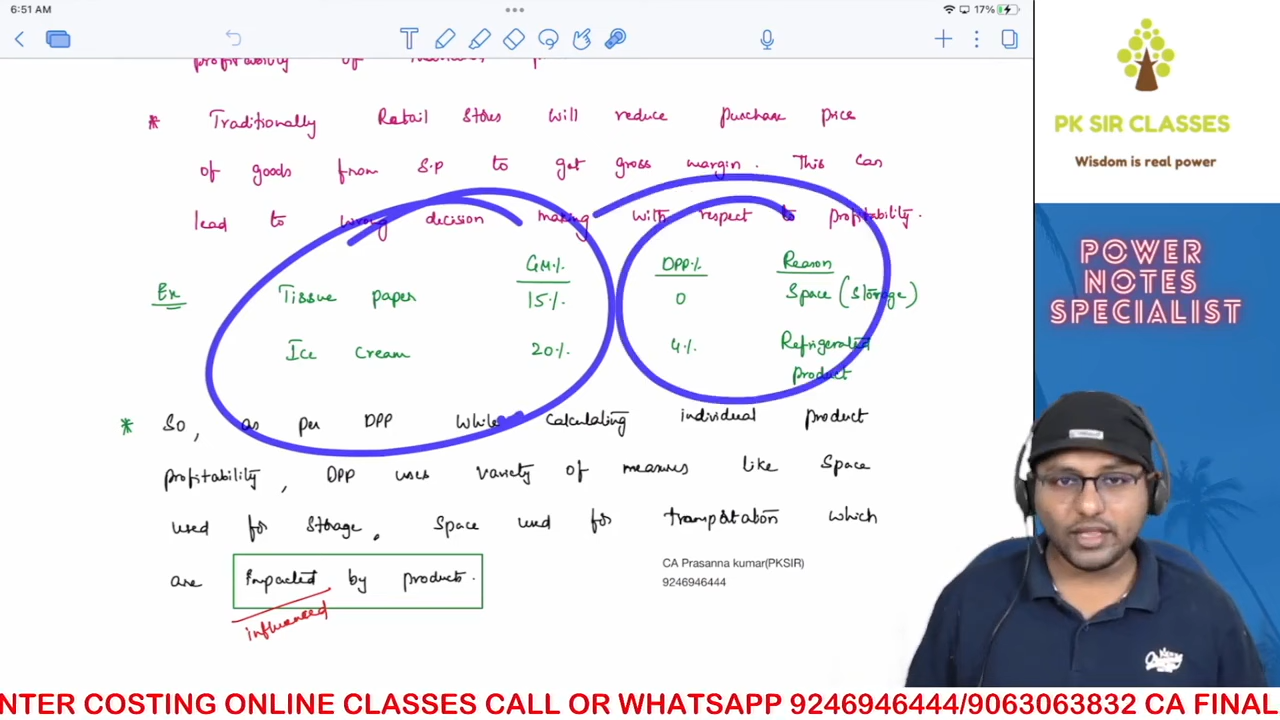 6:51 AM
17%
profitability of
* Traditionally Retail Stores will reduce purchase price
of goods from S.P to get gross margin. This can
lead to wrong decision making with respect to profitability.
GM% DPP% Reason
Ex Tissue paper 15% 0 Space (Storage)
Ice Cream 20% 4% Refrigerated
product
* So, as per DPP while calculating individual product
profitability, DPP uses variety of measures like Space
used for storage. Space used for transportation which
are impacted by product.
influenced
CA Prasanna kumar(PKSIR)
9246946444
PK SIR CLASSES
Wisdom is real power
POWER
NOTES
SPECIALIST
NTER COSTING ONLINE CLASSES CALL OR WHATSAPP 9246946444/9063063832 CA FINAL